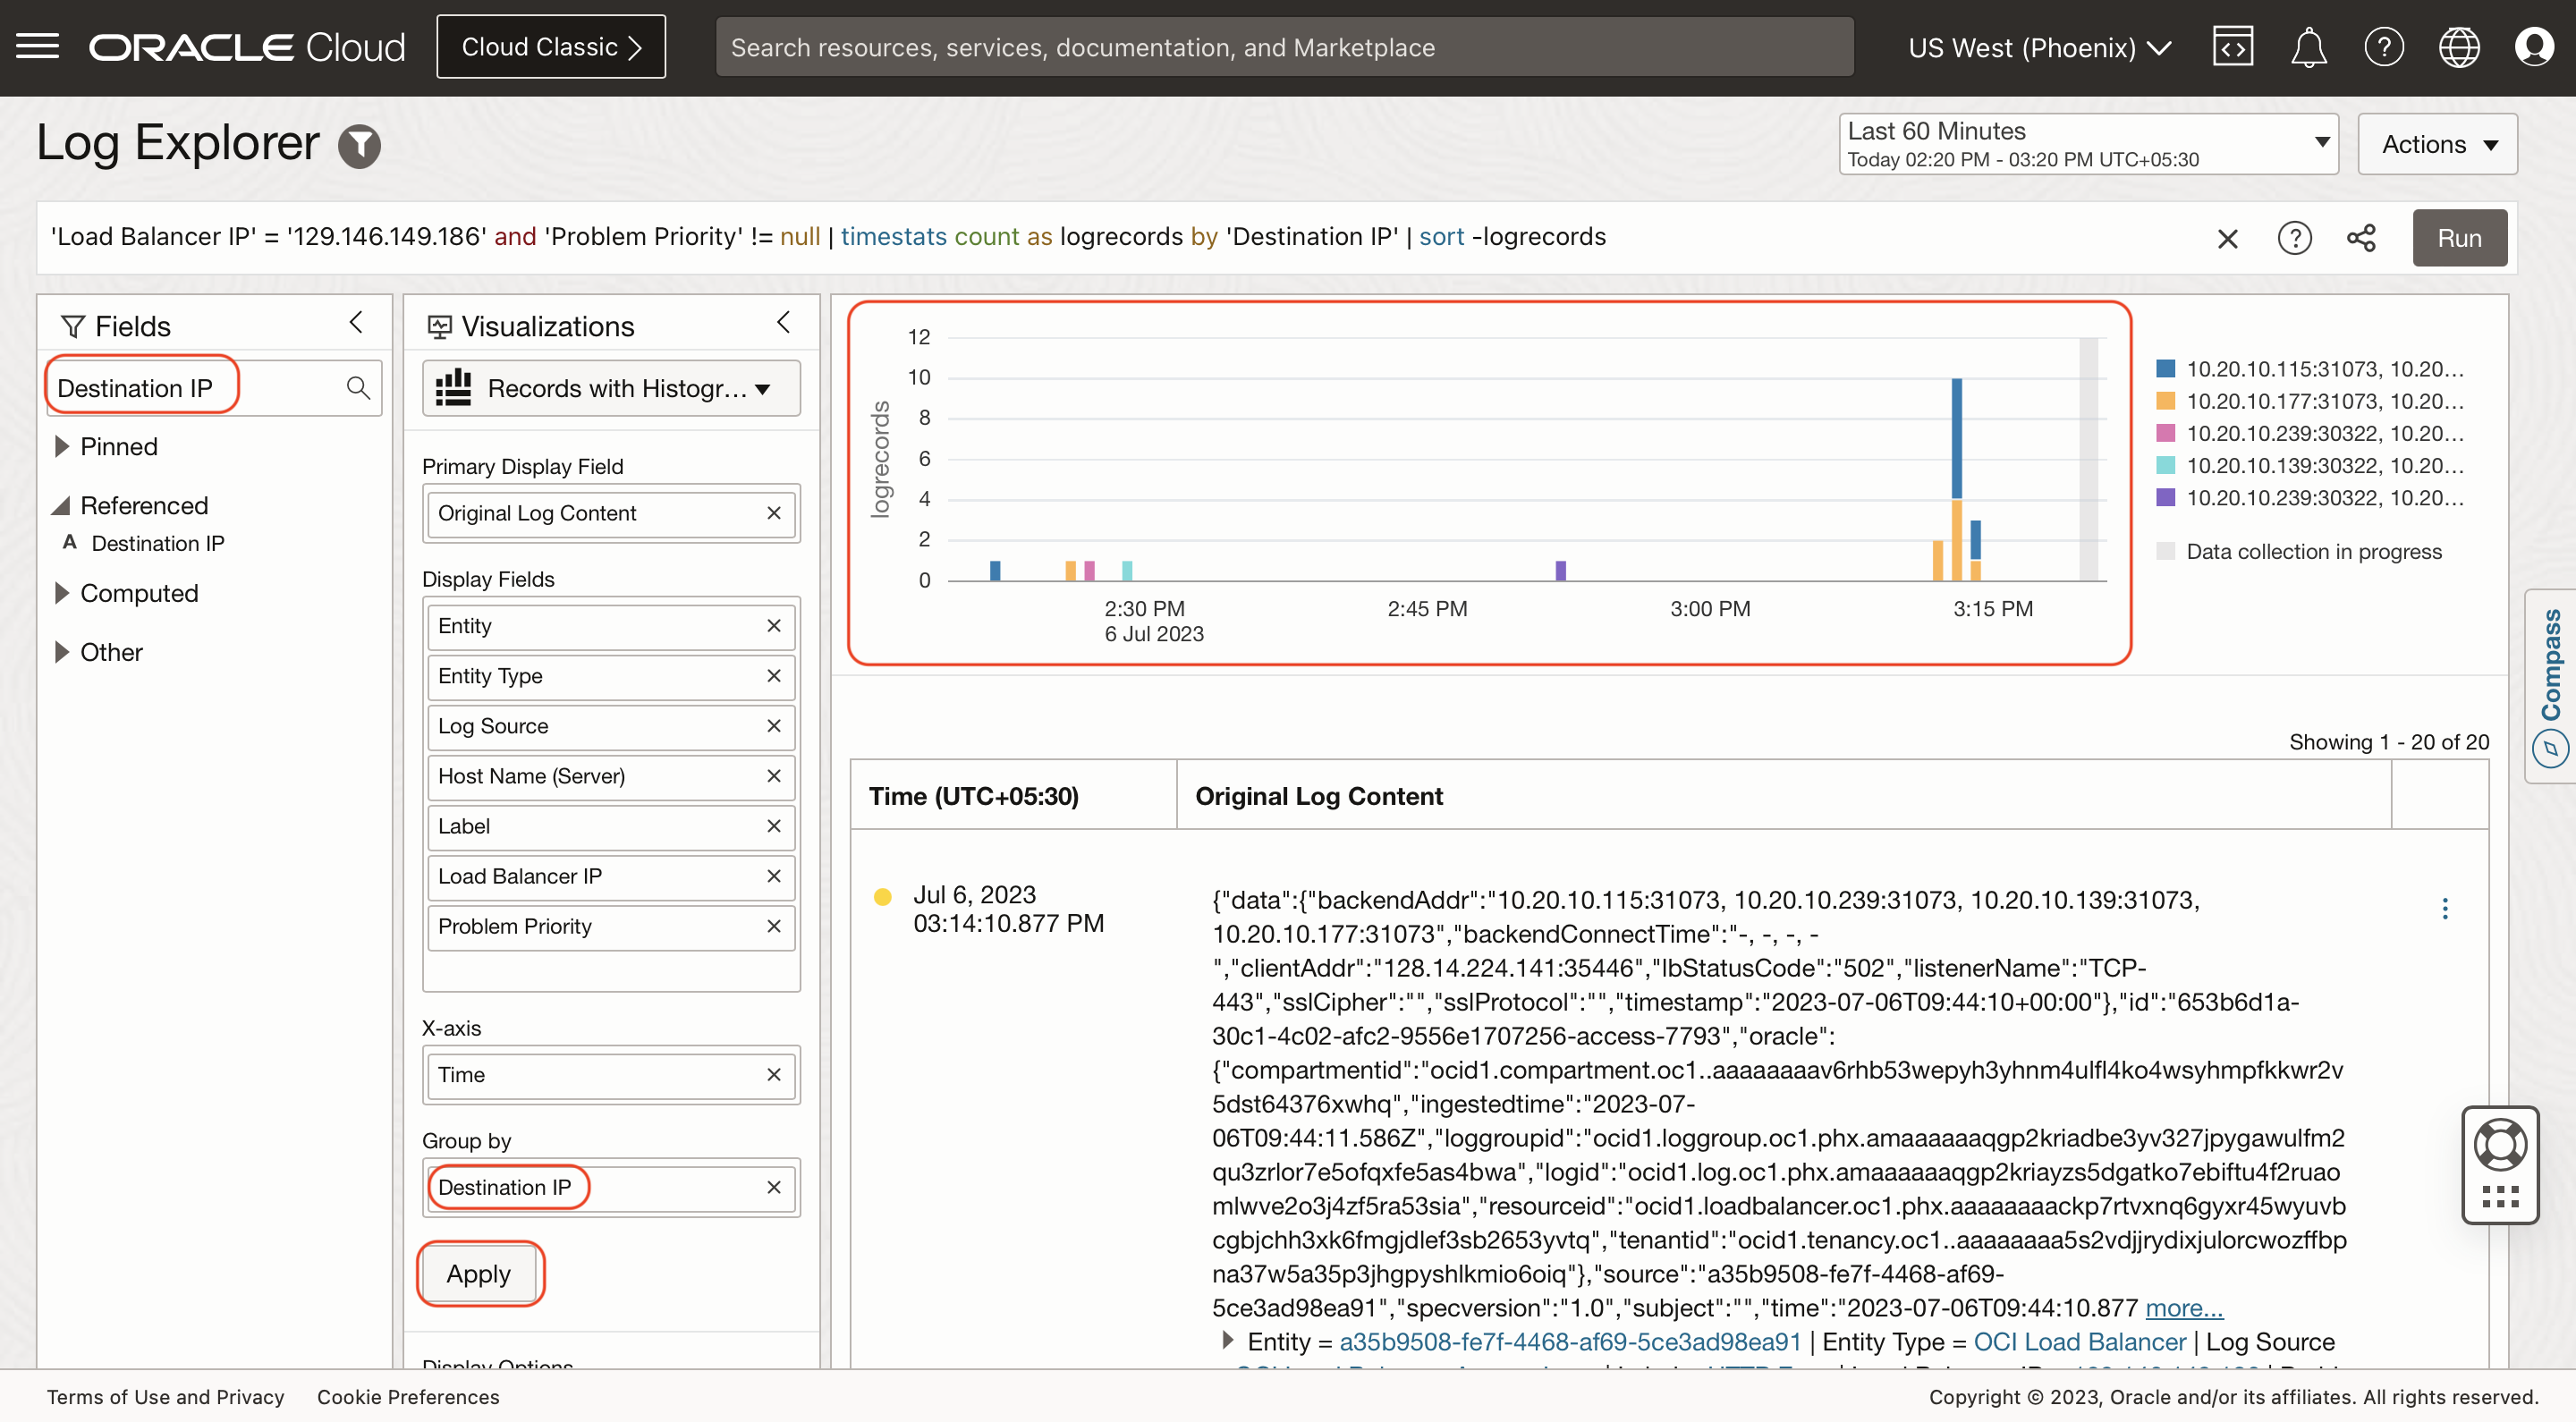 ORACLE Cloud
Cloud Classic
Search resources, services, documentation, and Marketplace
US West (Phoenix)
Log Explorer
Last 60 Minutes
Today 02:20 PM - 03:20 PM UTC+05:30
Actions
'Load Balancer IP' = '129.146.149.186' and 'Problem Priority' != null | timestats count as logrecords by 'Destination IP' | sort -logrecords
Run
Fields
Destination IP
Pinned
Referenced
A Destination IP
Computed
Other
Visualizations
Records with Histogr...
Primary Display Field
Original Log Content
Display Fields
Entity
Entity Type
Log Source
Host Name (Server)
Label
Load Balancer IP
Problem Priority
X-axis
Time
Group by
Destination IP
Apply
Display Options
logrecords
12
10
8
6
4
2
0
2:30 PM
6 Jul 2023
2:45 PM
3:00 PM
3:15 PM
10.20.10.115:31073, 10.20...
10.20.10.177:31073, 10.20...
10.20.10.239:30322, 10.20...
10.20.10.139:30322, 10.20...
10.20.10.239:30322, 10.20...
Data collection in progress
Compass
Showing 1 - 20 of 20
Time (UTC+05:30)
Original Log Content
Jul 6, 2023
03:14:10.877 PM
{"data":{"backendAddr":"10.20.10.115:31073, 10.20.10.239:31073, 10.20.10.139:31073,
10.20.10.177:31073","backendConnectTime":"-, -, -, -
","clientAddr":"128.14.224.141:35446","lbStatusCode":"502","listenerName":"TCP-
443","sslCipher":"","sslProtocol":"","timestamp":"2023-07-06T09:44:10+00:00"},"id":"653b6d1a-
30c1-4c02-afc2-9556e1707256-access-7793","oracle":
{"compartmentid":"ocid1.compartment.oc1..aaaaaaaav6rhb53wepyh3yhnm4ulfl4ko4wsyhmpfkkwr2v
5dst64376xwhq","ingestedtime":"2023-07-
06T09:44:11.586Z","loggroupid":"ocid1.loggroup.oc1.phx.amaaaaaaqgp2kriadbe3yv327jpygawulfm2
qu3zrlor7e5ofqxfe5as4bwa","logid":"ocid1.log.oc1.phx.amaaaaaaqgp2kriayzs5dgatko7ebiftu4f2ruao
mlwve2o3j4zf5ra53sia","resourceid":"ocid1.loadbalancer.oc1.phx.aaaaaaaackp7rtvxnq6gyxr45wyuvb
cgbjchh3xk6fmgjdlef3sb2653yvtq","tenantid":"ocid1.tenancy.oc1..aaaaaaaa5s2vdjjrydixjulorcwozffbp
na37w5a35p3jhgpyshlkmio6oiq"},"source":"a35b9508-fe7f-4468-af69-
5ce3ad98ea91","specversion":"1.0","subject":"","time":"2023-07-06T09:44:10.877 more...
Entity = a35b9508-fe7f-4468-af69-5ce3ad98ea91 | Entity Type = OCI Load Balancer | Log Source
Terms of Use and Privacy
Cookie Preferences
Copyright © 2023, Oracle and/or its affiliates. All rights reserved.